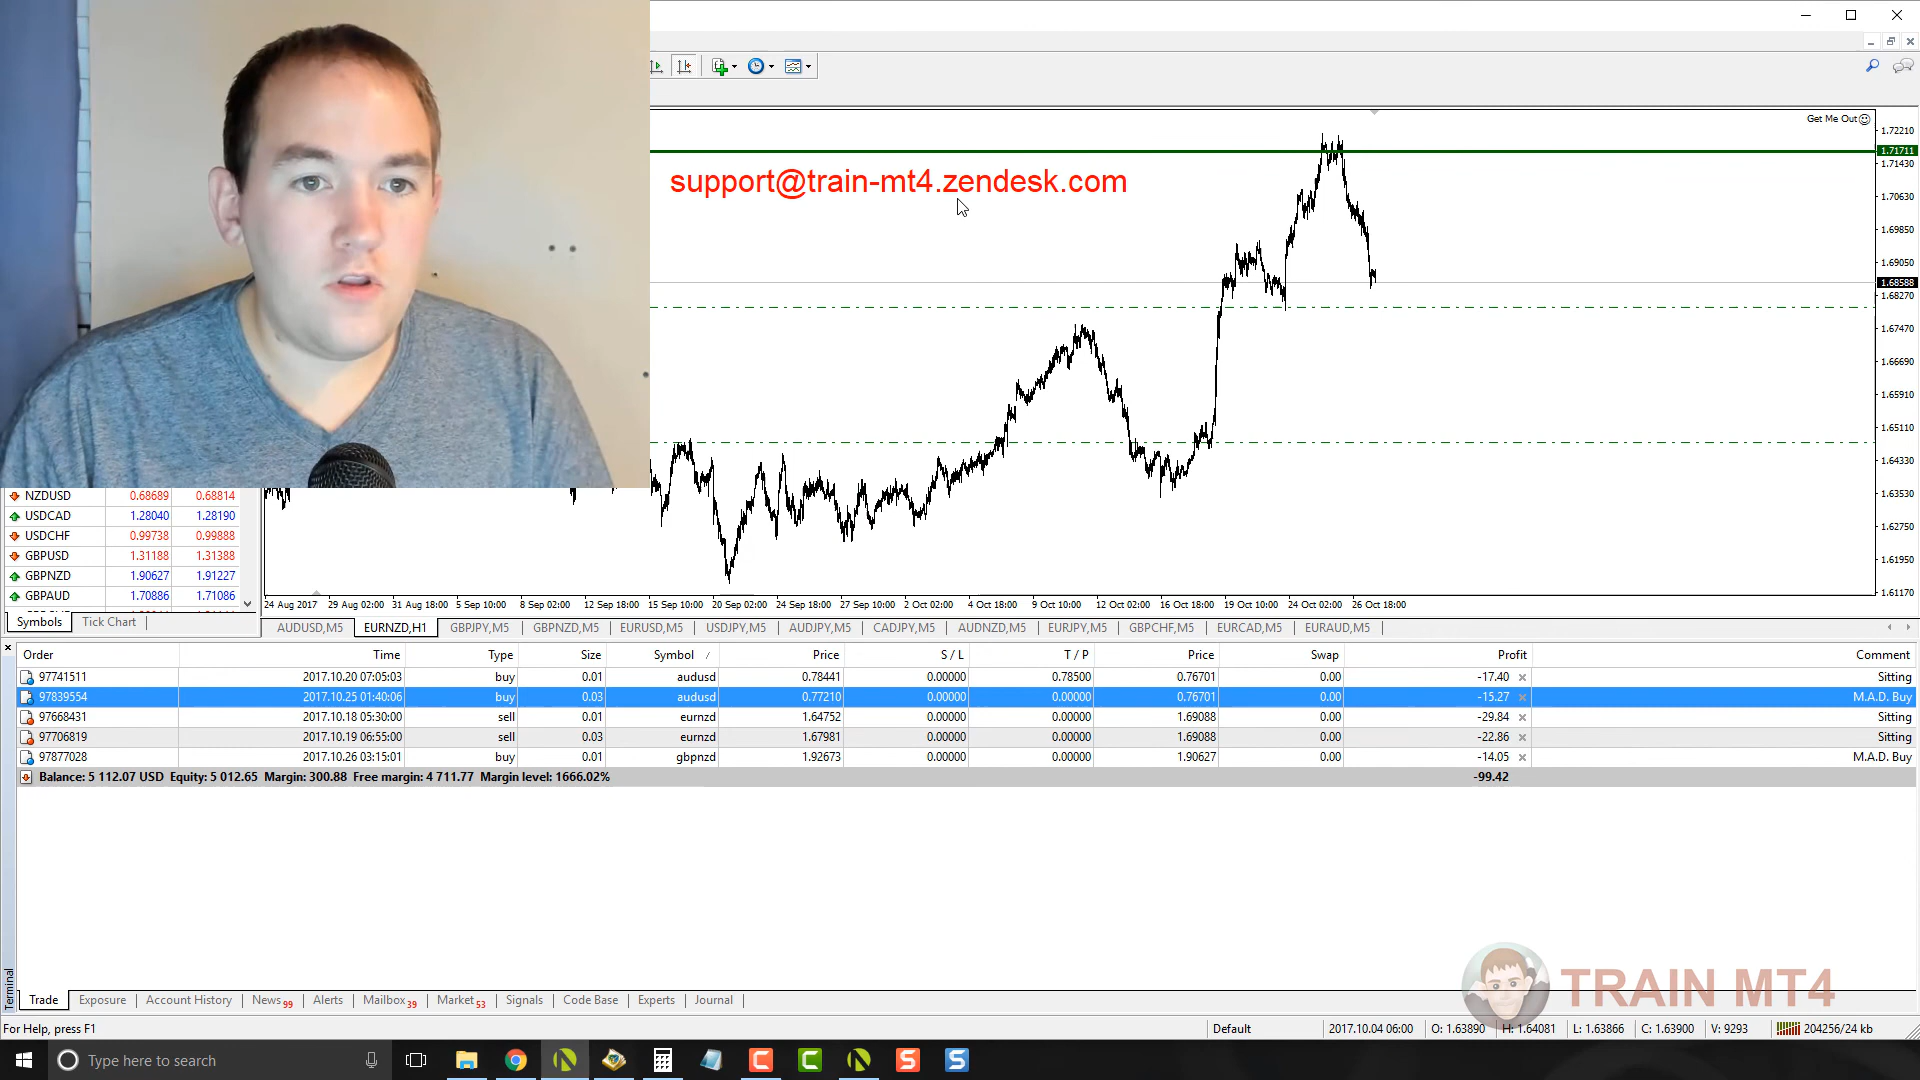 Get Me Out
1.72210
1.71711
1.71143
support@train-mt4.zendesk.com
1.70363
1.69585
1.69105
1.68588
1.68270
1.67470
1.66690
1.65910
1.65110
1.64330
1.63530
1.62750
1.61950
1.61170
NZDUSD 0.68689 0.68814
USDCAD 1.28040 1.28190
USDCHF 0.99738 0.99888
GBPUSD 1.31188 1.31388
GBPNZD 1.90627 1.91227
GBPAUD 1.70886 1.71086
24 Aug 2017 29 Aug 02:00 31 Aug 18:00 5 Sep 10:00 8 Sep 02:00 12 Sep 18:00 15 Sep 10:00 20 Sep 02:00 24 Sep 18:00 27 Sep 10:00 2 Oct 02:00 4 Oct 18:00 9 Oct 10:00 12 Oct 02:00 16 Oct 18:00 19 Oct 10:00 24 Oct 02:00 26 Oct 18:00
Symbols Tick Chart
AUDUSD,M5 EURNZD,H1 GBPJPY,M5 GBPNZD,M5 EURUSD,M5 USDJPY,M5 AUDJPY,M5 CADJPY,M5 AUDNZD,M5 EURJPY,M5 GBPCHF,M5 EURCAD,M5 EURAUD,M5
Order Time Type Size Symbol / Price S / L T / P Price Swap Profit Comment
97741511 2017.10.20 07:05:03 buy 0.01 audusd 0.78441 0.00000 0.78500 0.76701 0.00 -17.40 Sitting
97839554 2017.10.25 01:40:06 buy 0.03 audusd 0.77210 0.00000 0.00000 0.76701 0.00 -15.27 M.A.D. Buy
97668431 2017.10.18 05:30:00 sell 0.01 eurnzd 1.64752 0.00000 0.00000 1.69088 0.00 -29.84 Sitting
97706819 2017.10.19 06:55:00 sell 0.03 eurnzd 1.67981 0.00000 0.00000 1.69088 0.00 -22.86 Sitting
97877028 2017.10.26 03:15:01 buy 0.01 gbpnzd 1.92673 0.00000 0.00000 1.90627 0.00 -14.05 M.A.D. Buy
Balance: 5 112.07 USD Equity: 5 012.65 Margin: 300.88 Free margin: 4 711.77 Margin level: 1666.02% -99.42
Terminal
TRAIN MT4
Trade Exposure Account History News 99 Alerts Mailbox 39 Market 53 Signals Code Base Experts Journal
For Help, press F1 Default 2017.10.04 06:00 O: 1.63890 H: 1.64081 L: 1.63866 C: 1.63900 V: 9293 204256/24 kb
Type here to search